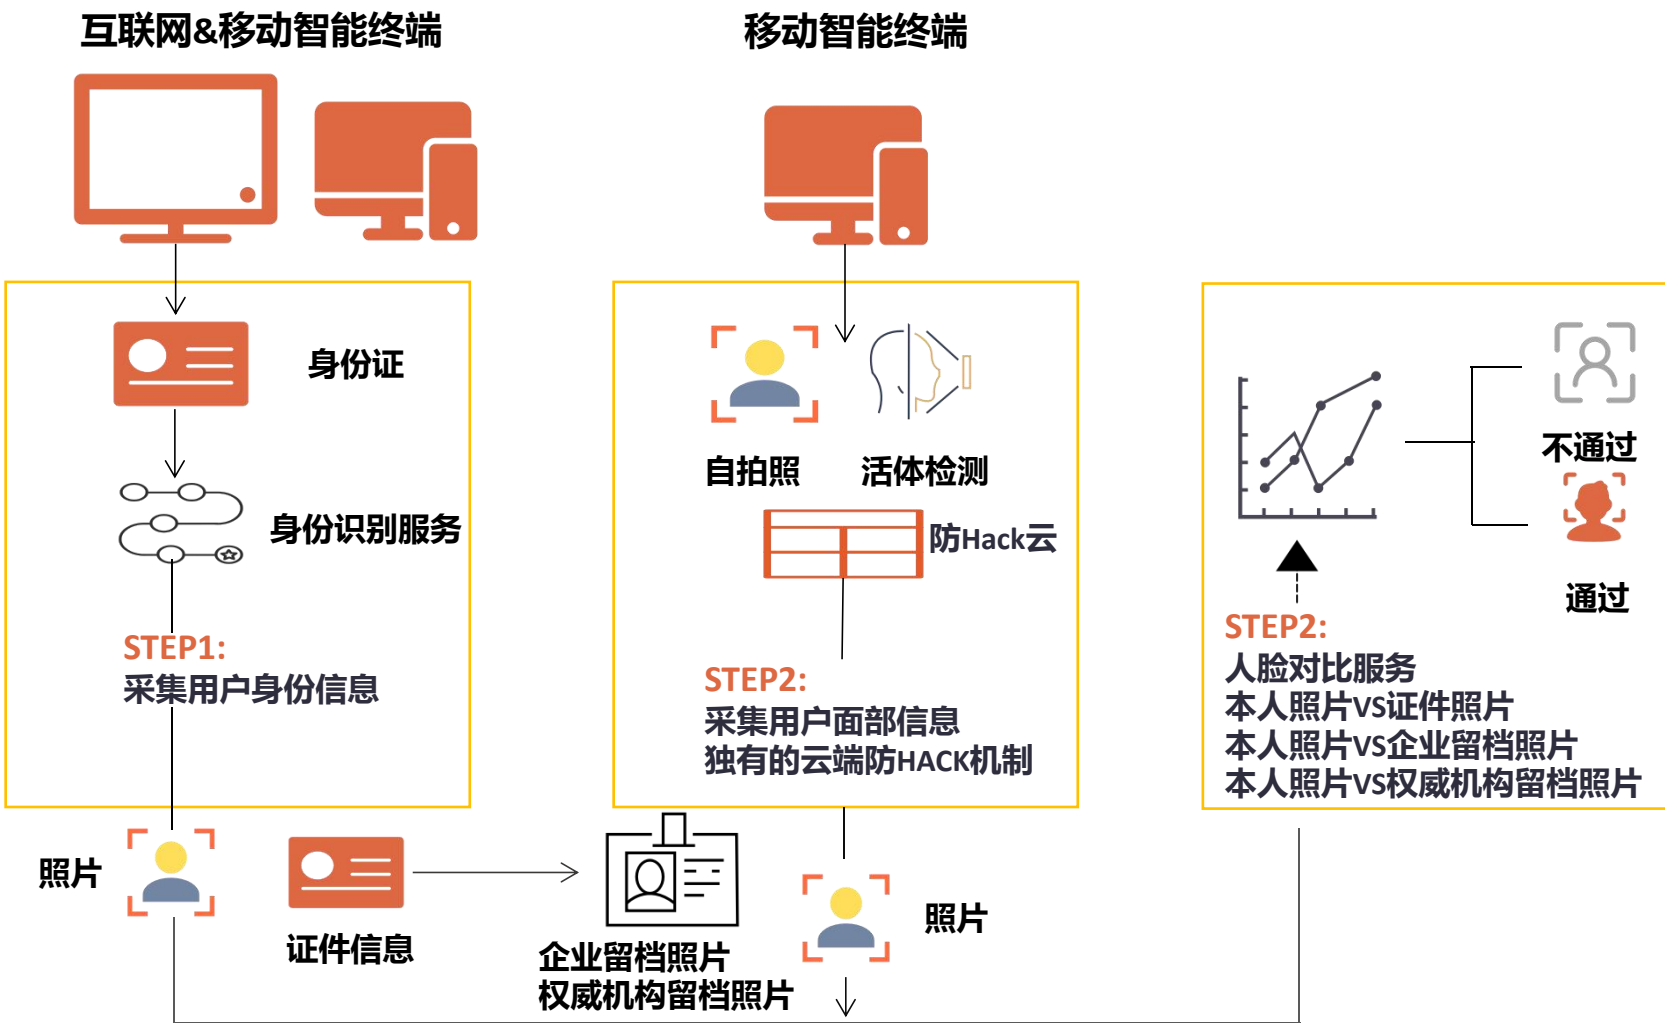 互联网&移动智能终端
移动智能终端
身份证
身份识别服务
STEP1:
采集用户身份信息
自拍照
活体检测
防Hack云
STEP2:
采集用户面部信息
独有的云端防HACK机制
不通过
通过
STEP2:
人脸对比服务
本人照片VS证件照片
本人照片VS企业留档照片
本人照片VS权威机构留档照片
照片
证件信息
企业留档照片
权威机构留档照片
照片